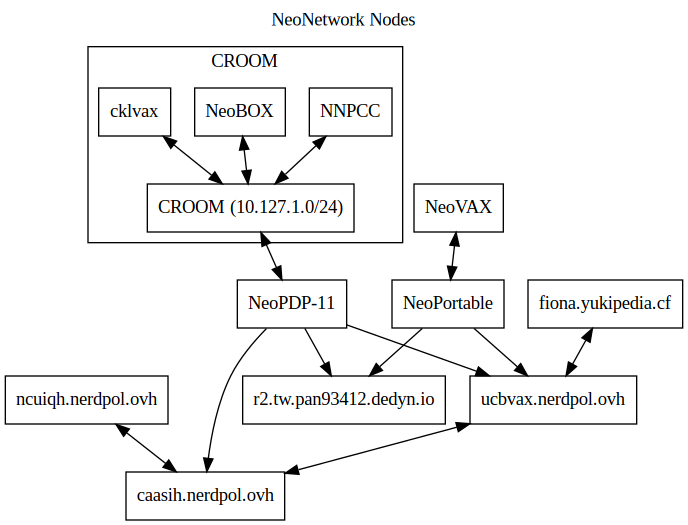 NeoNetwork Nodes
CROOM
cklvax
NeoBOX
NNPCC
CROOM (10.127.1.0/24)
NeoVAX
NeoPDP-11
NeoPortable
fiona.yukipedia.cf
ncuiqh.nerdpol.ovh
r2.tw.pan93412.dedyn.io
ucbvax.nerdpol.ovh
caasih.nerdpol.ovh